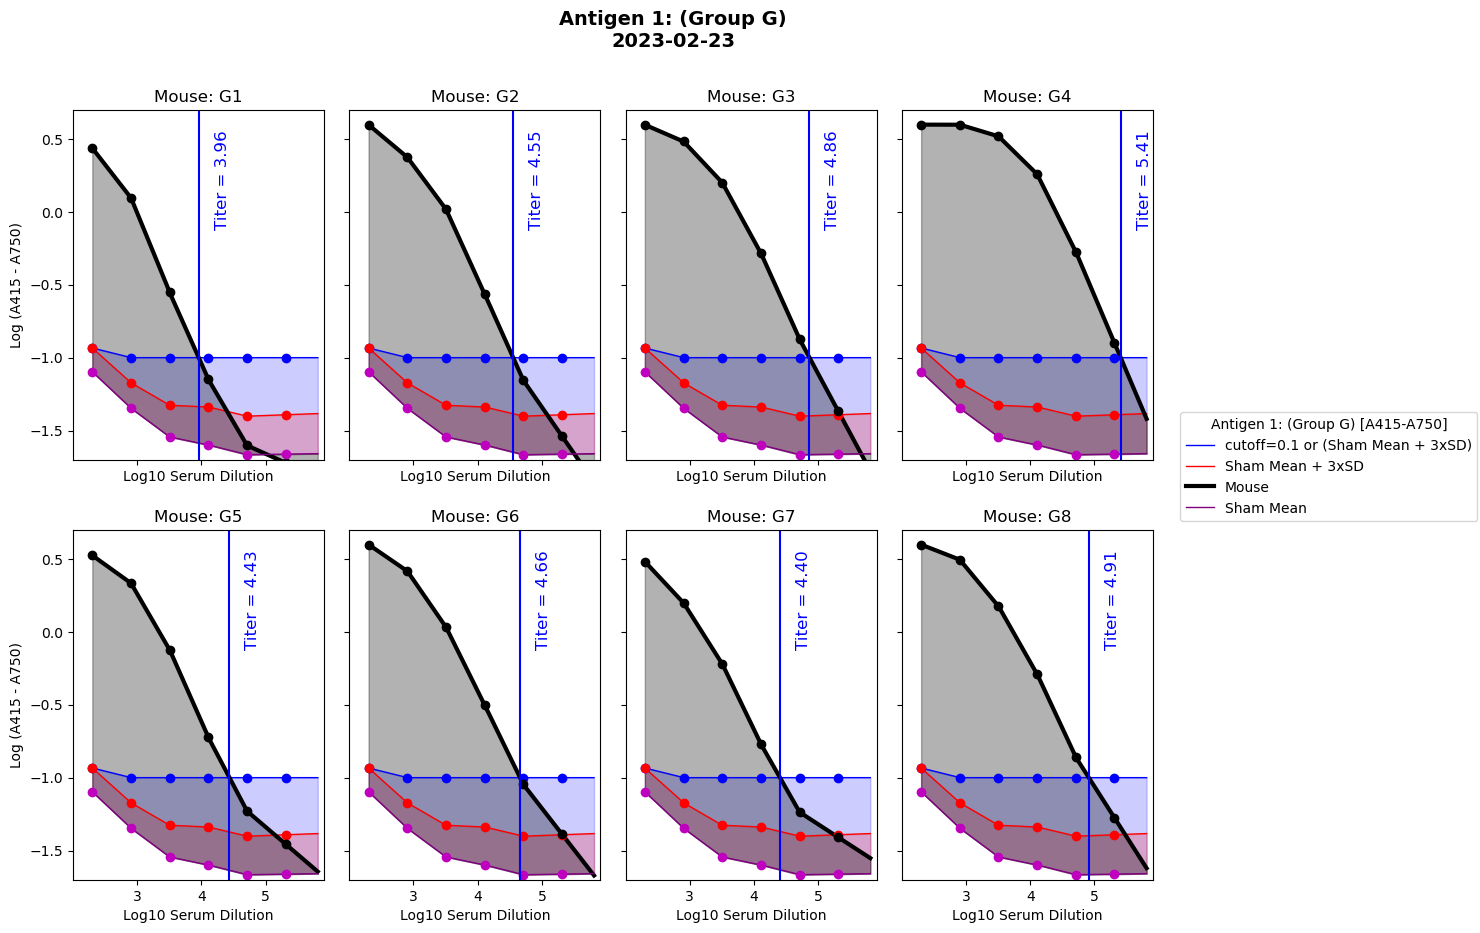 Antigen 1: (Group G)
2023-02-23
Mouse: G1
Mouse: G2
Mouse: G3
Mouse: G4
0.5
0.0
−0.5
−1.0
−1.5
Log (A415 - A750)
Titer = 3.96
Titer = 4.55
Titer = 4.86
Titer = 5.41
Log10 Serum Dilution
Log10 Serum Dilution
Log10 Serum Dilution
Log10 Serum Dilution
Antigen 1: (Group G) [A415-A750]
cutoff=0.1 or (Sham Mean + 3xSD)
Sham Mean + 3xSD
Mouse
Sham Mean
Mouse: G5
Mouse: G6
Mouse: G7
Mouse: G8
0.5
0.0
−0.5
−1.0
−1.5
Log (A415 - A750)
Titer = 4.43
Titer = 4.66
Titer = 4.40
Titer = 4.91
3 4 5
3 4 5
3 4 5
3 4 5
Log10 Serum Dilution
Log10 Serum Dilution
Log10 Serum Dilution
Log10 Serum Dilution